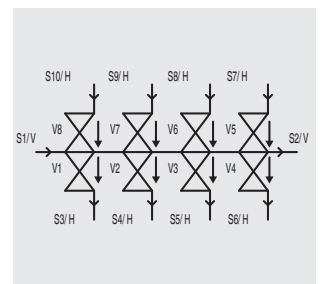 S10/H S9/H S8/H S7/H
V8 V7 V6 V5
S1/V S2/V
V1 V2 V3 V4
S3/H S4/H S5/H S6/H